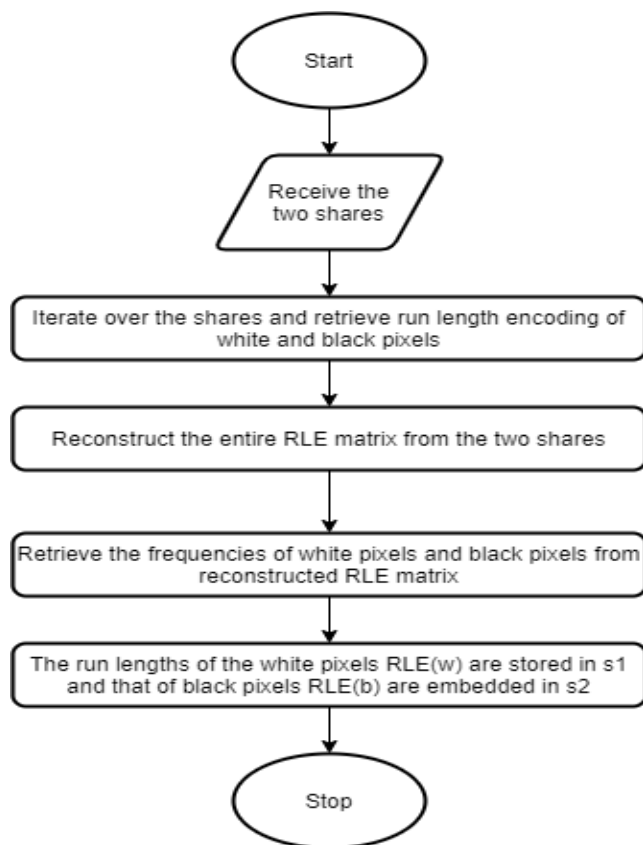 Start
Receive the
two shares
Iterate over the shares and retrieve run length encoding of
white and black pixels
Reconstruct the entire RLE matrix from the two shares
Retrieve the frequencies of white pixels and black pixels from
reconstructed RLE matrix
The run lengths of the white pixels RLE(w) are stored in s1
and that of black pixels RLE(b) are embedded in s2
Stop